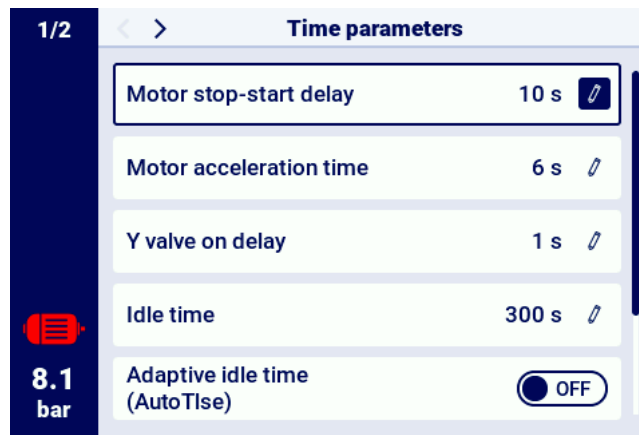 1/2
Time parameters
Motor stop-start delay 10 s
Motor acceleration time 6 s
Y valve on delay 1 s
Idle time 300 s
Adaptive idle time
(AutoTIse) OFF
8.1
bar